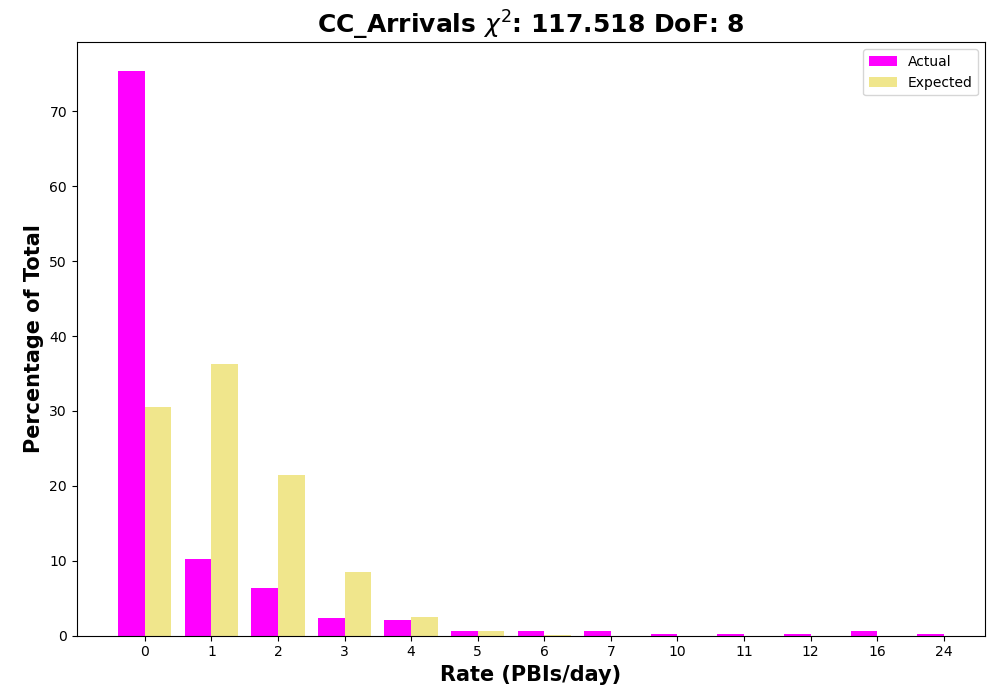 CC_Arrivals χ²: 117.518 DoF: 8
Actual
Expected
Percentage of Total
70
60
50
40
30
20
10
0
0 1 2 3 4 5 6 7 10 11 12 16 24
Rate (PBIs/day)